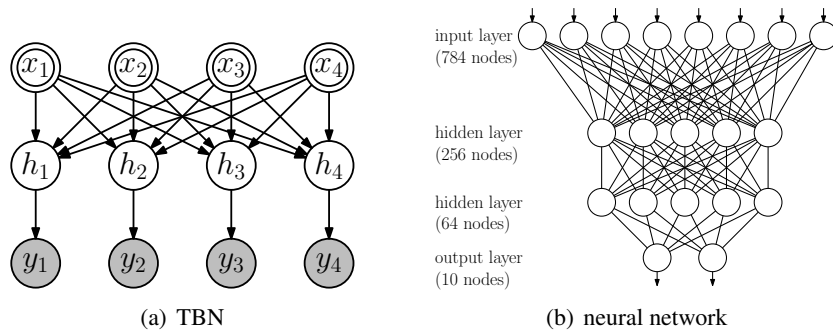 x1 x2 x3 x4
h1 h2 h3 h4
y1 y2 y3 y4
(a) TBN
input layer
(784 nodes)
hidden layer
(256 nodes)
hidden layer
(64 nodes)
output layer
(10 nodes)
(b) neural network